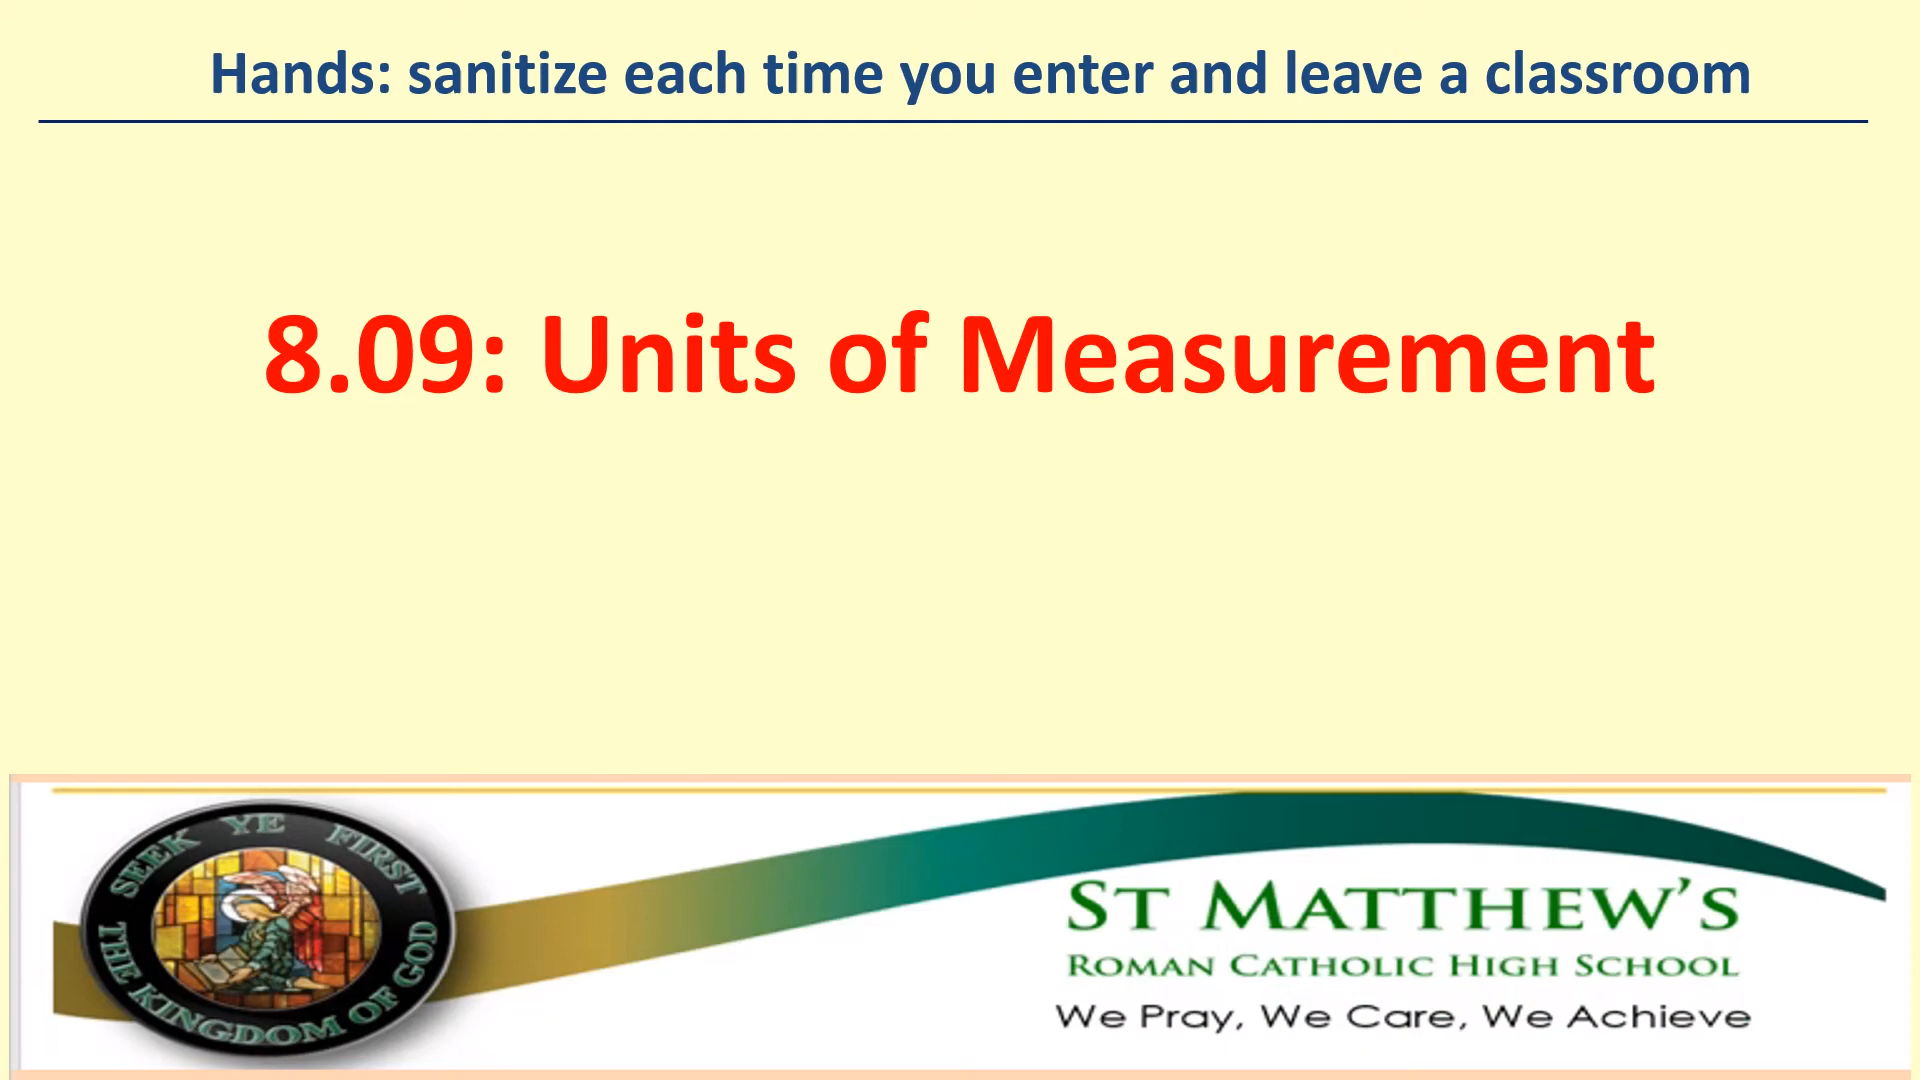 Hands: sanitize each time you enter and leave a classroom
8.09: Units of Measurement
SEEK YE FIRST
THE KINGDOM OF GOD
ST MATTHEW'S
ROMAN CATHOLIC HIGH SCHOOL
We Pray, We Care, We Achieve